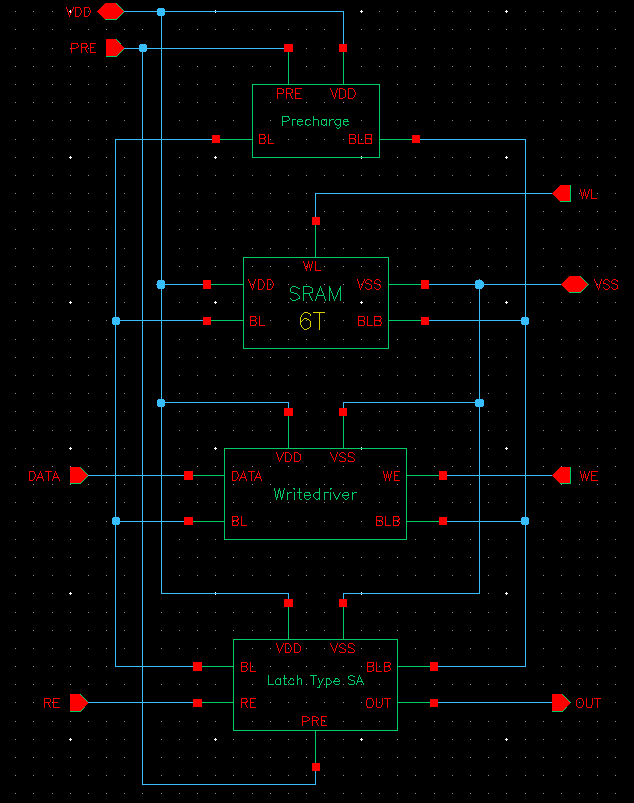 VDD
PRE
PRE VDD
Precharge
BL BLB
WL
WL
VDD SRAM VSS VSS
BL 6T BLB
VDD VSS
DATA DATA WE WE
Writedriver
BL BLB
VDD VSS
BL BLB
Latch.Type.SA
RE RE OUT OUT
PRE